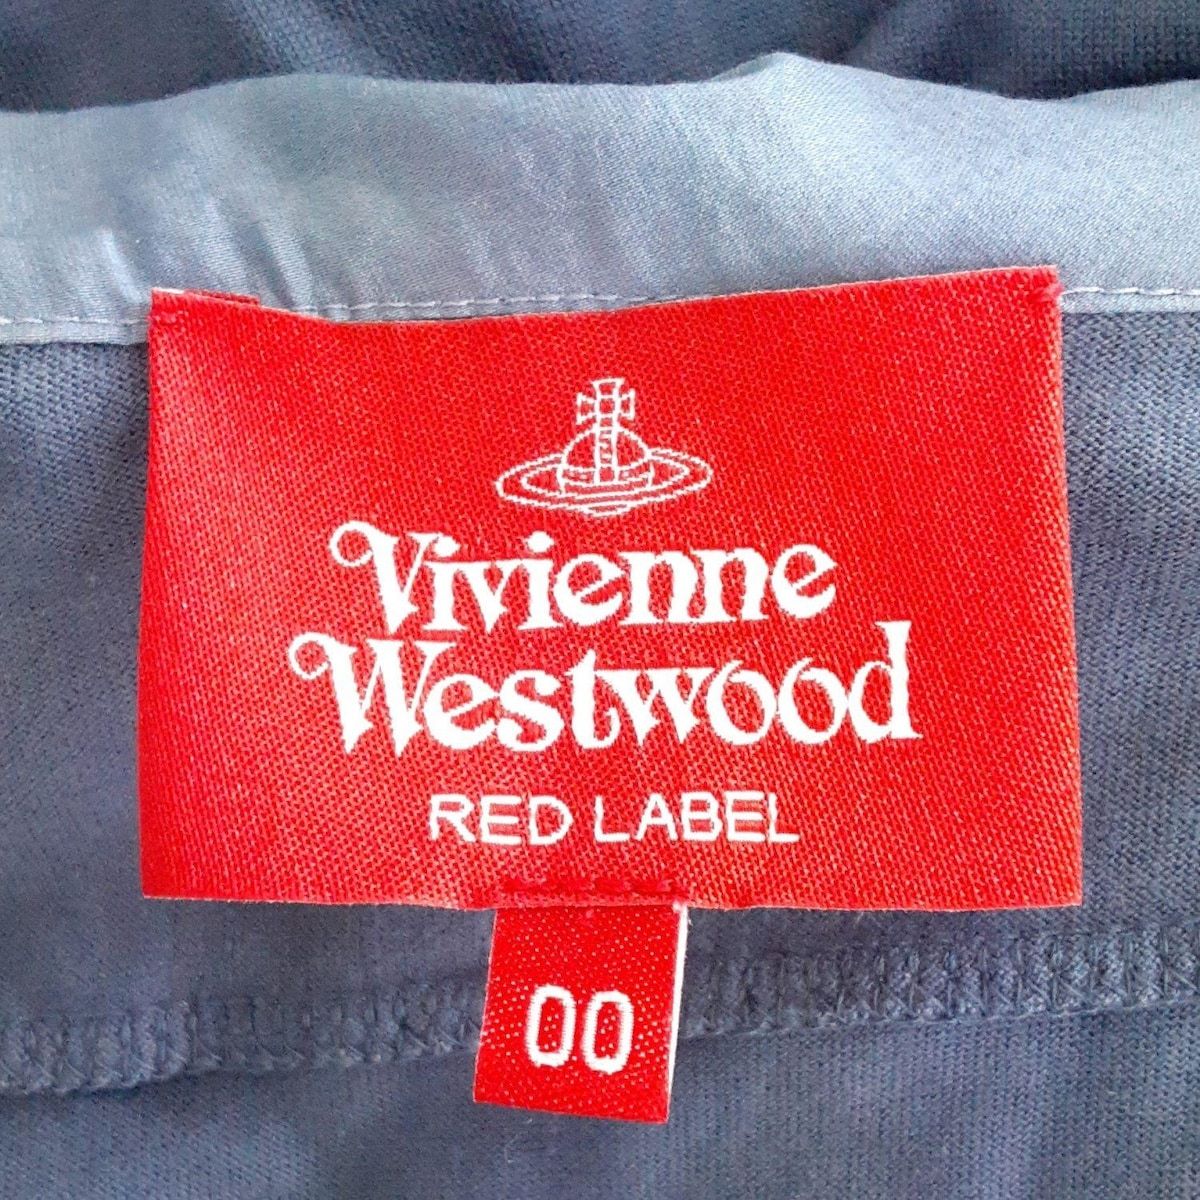 Vivienne
Westwood
RED LABEL
00